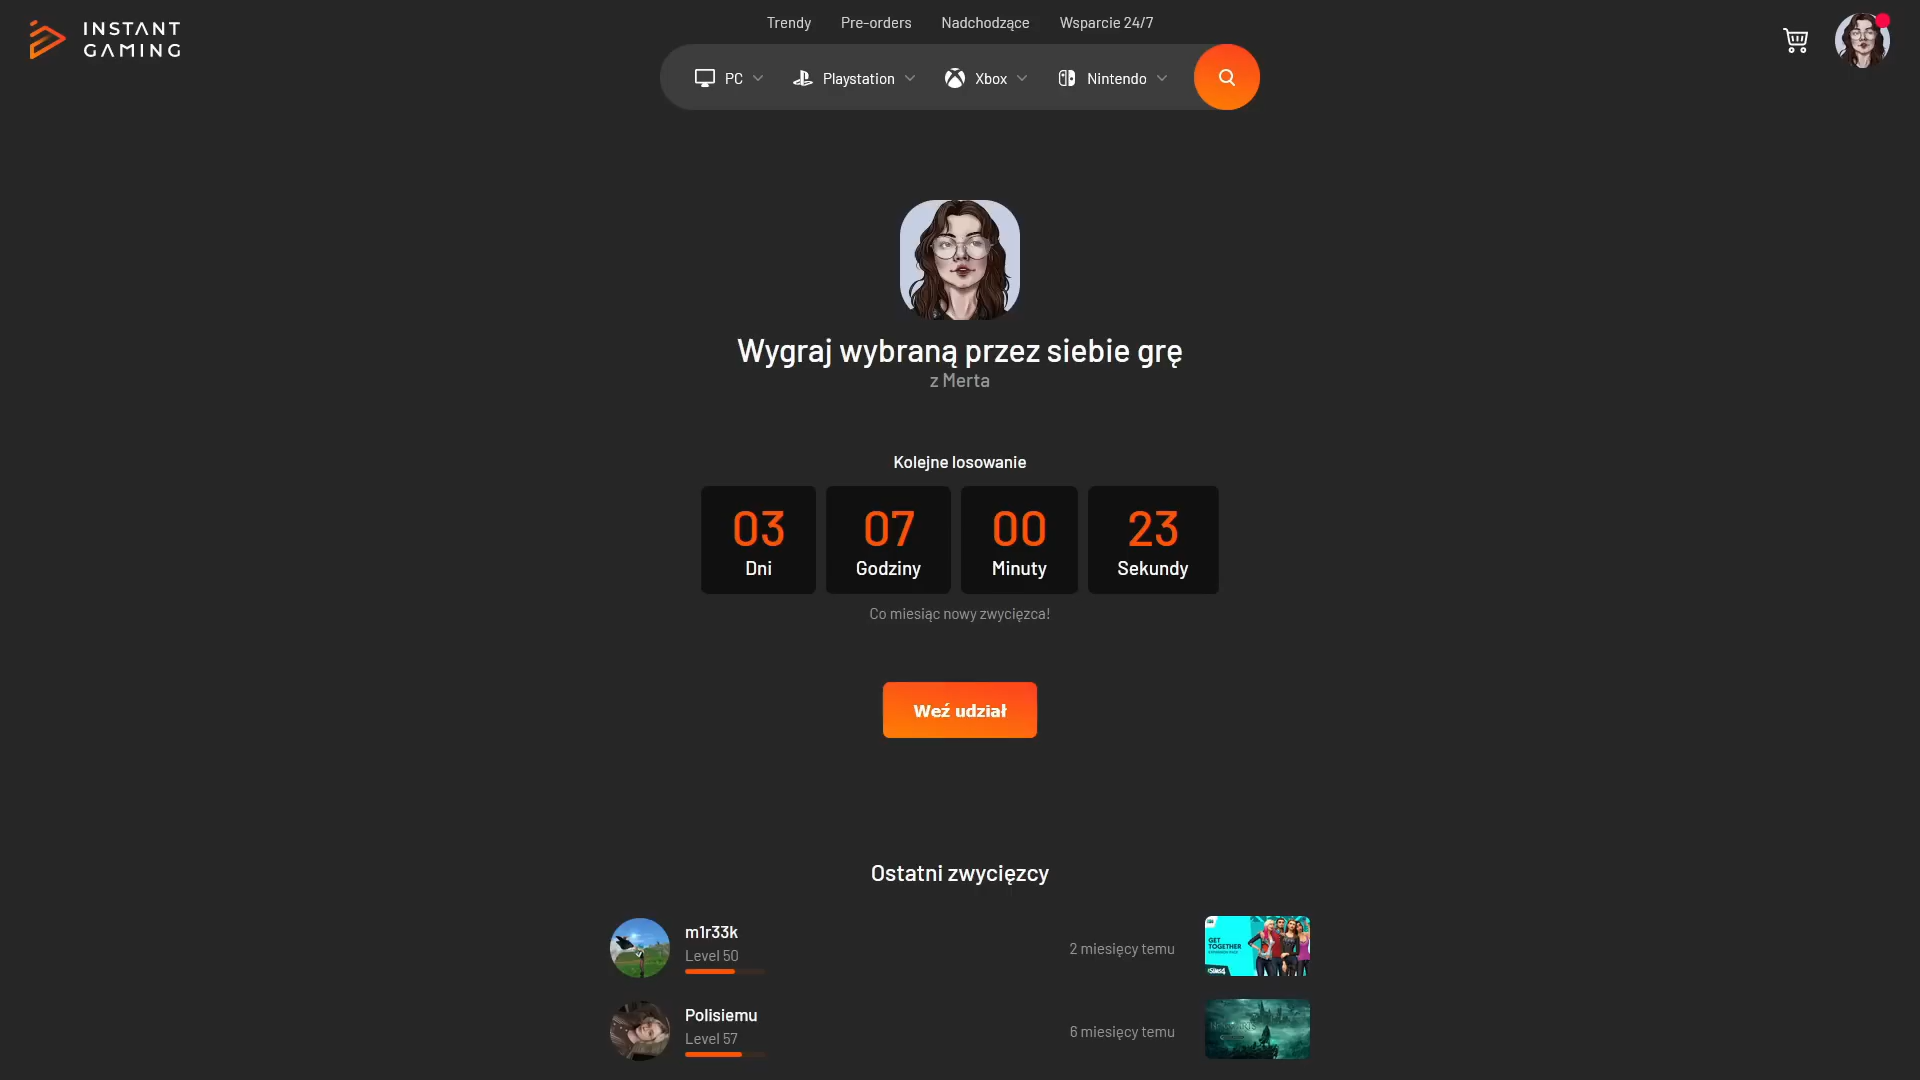 INSTANT
GAMING
Trendy
Pre-orders
Nadchodzące
Wsparcie 24/7
PC
Playstation
Xbox
Nintendo
Wygraj wybraną przez siebie grę
z Merta
Kolejne losowanie
03
Dni
07
Godziny
00
Minuty
23
Sekundy
Co miesiąc nowy zwycięzca!
Weź udział
Ostatni zwycięzcy
m1r33k
Level 50
2 miesięcy temu
GET
TOGETHER
Polisiemu
Level 57
6 miesięcy temu